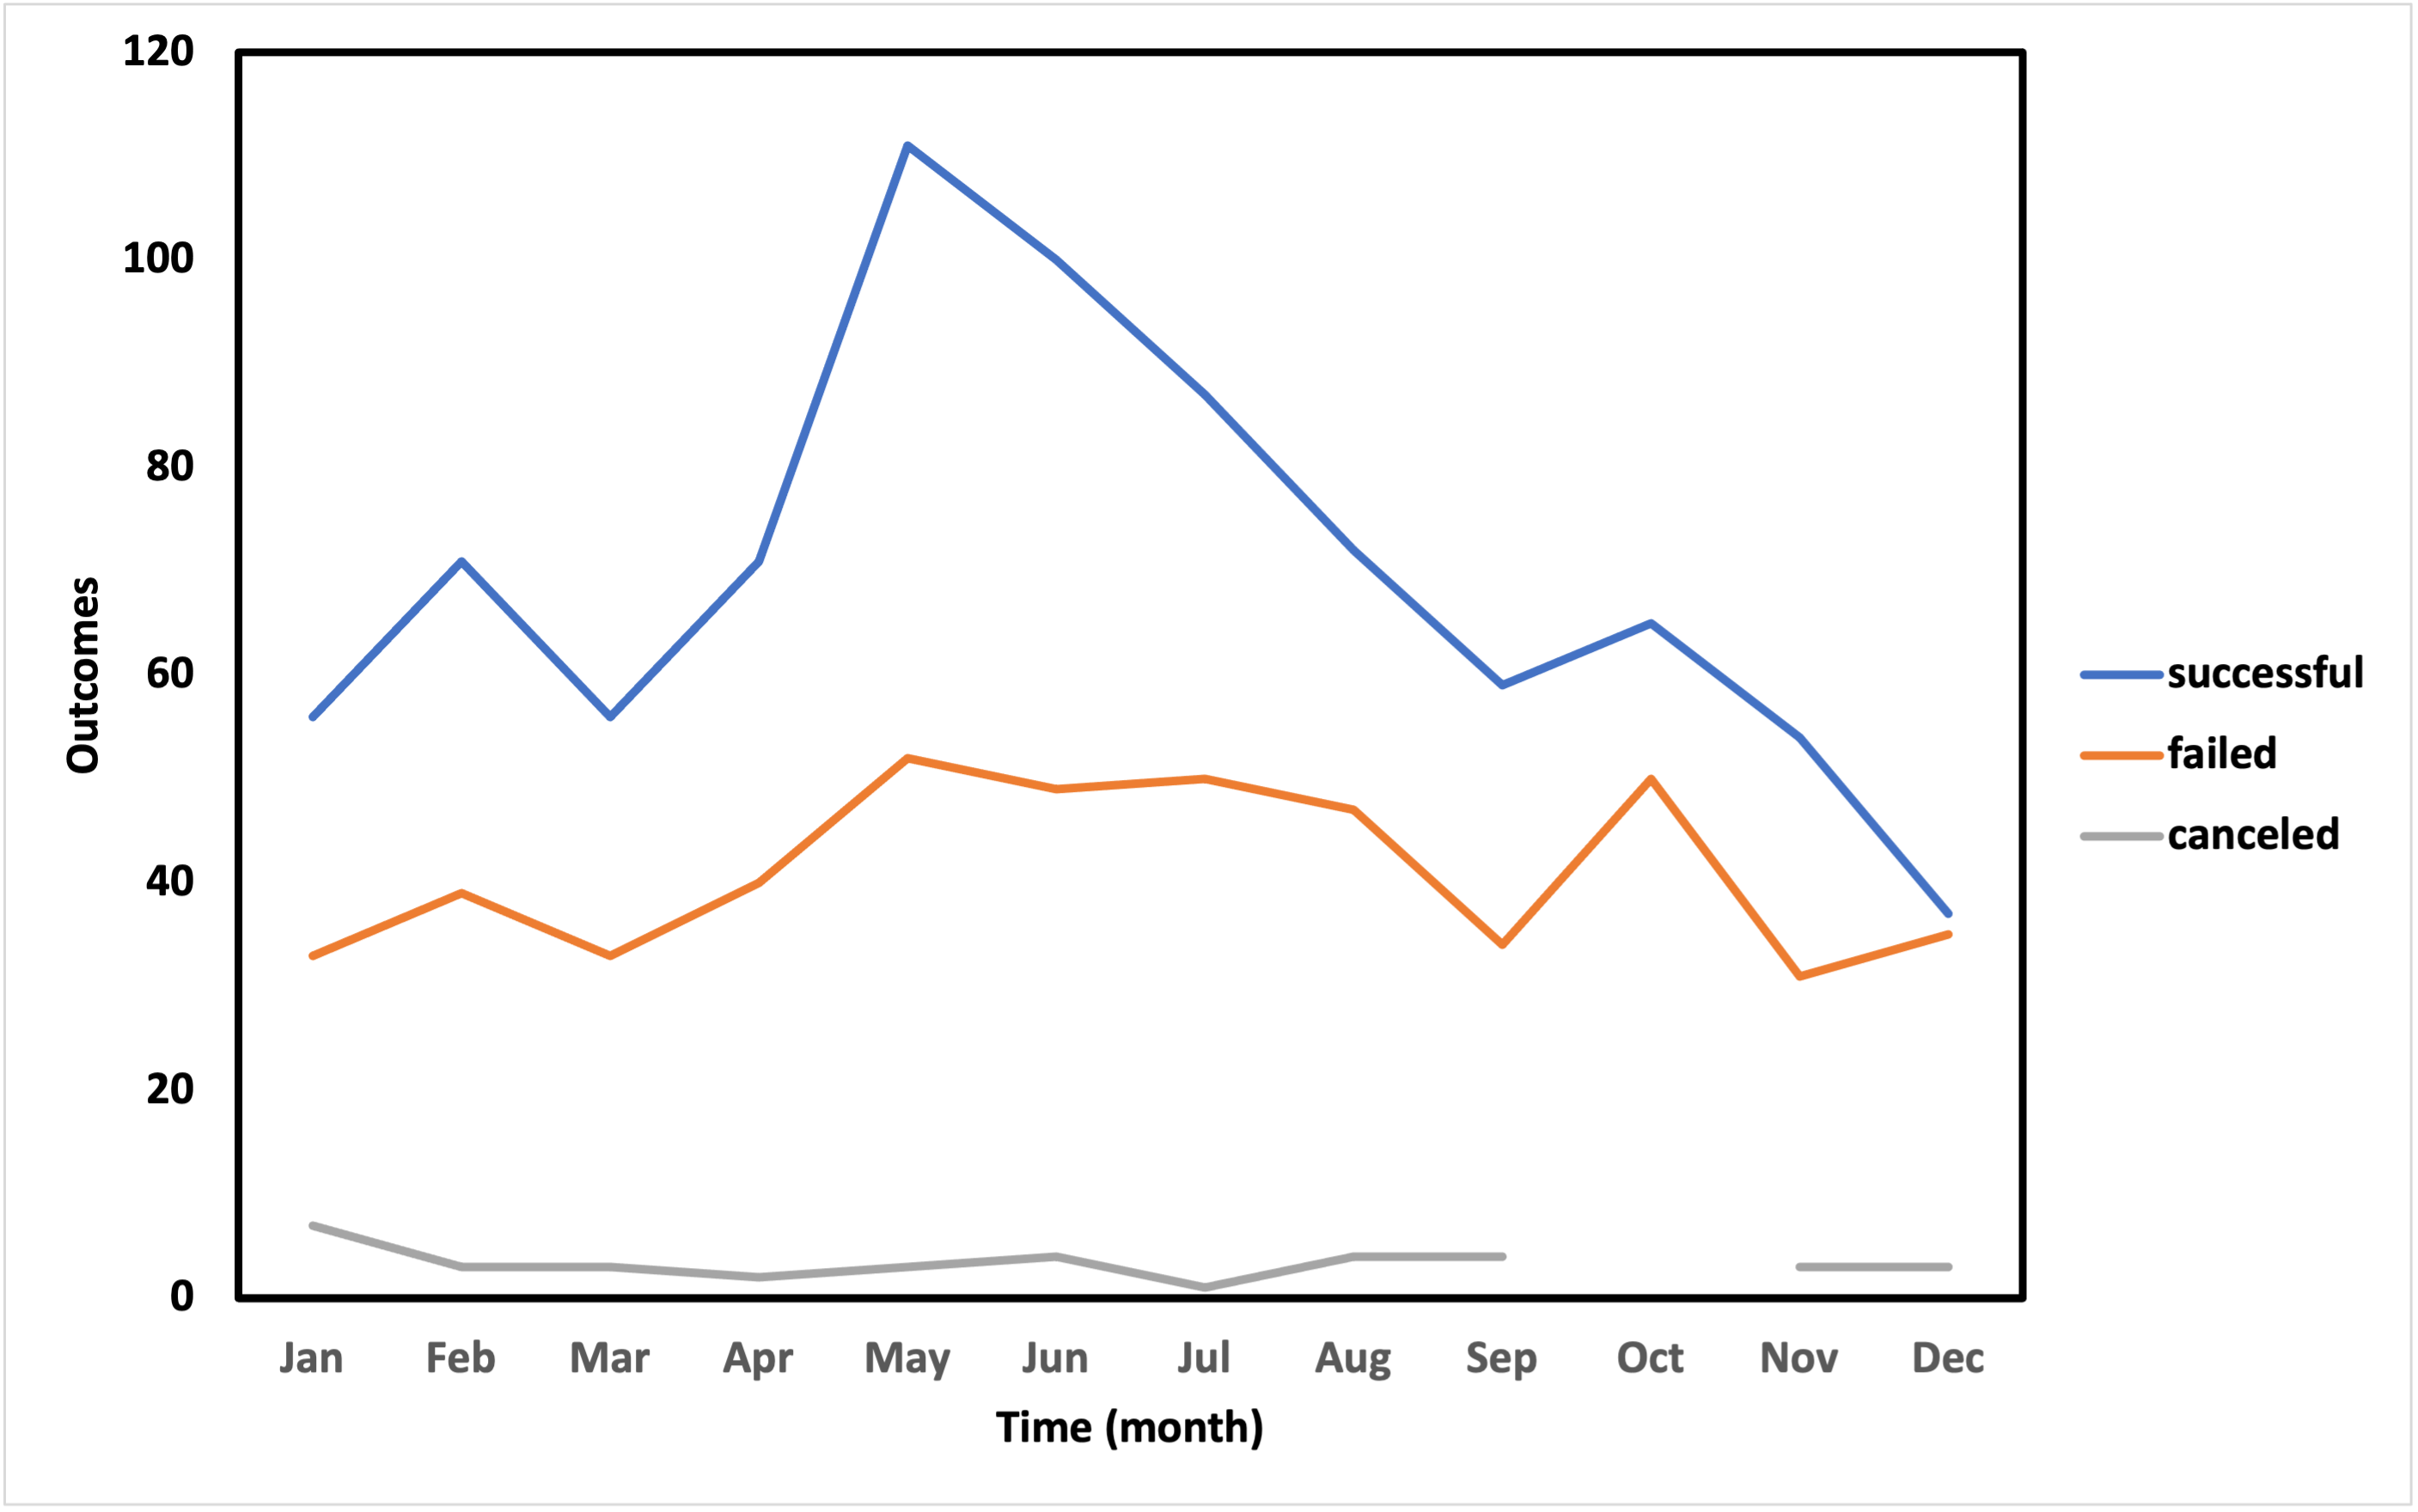 120
100
80
60
40
20
0
Outcomes
Jan Feb Mar Apr May Jun Jul Aug Sep Oct Nov Dec
Time (month)
successful
failed
canceled